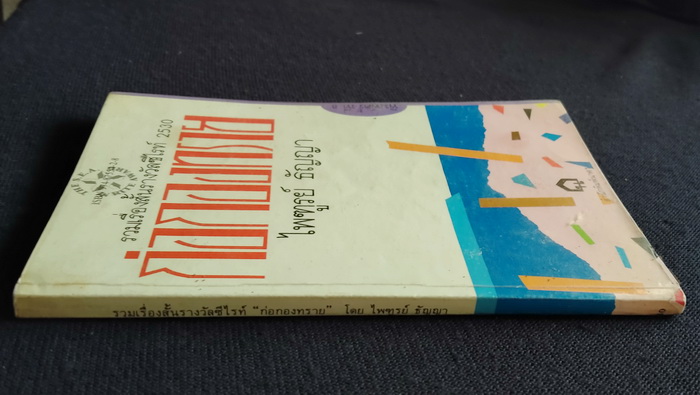 รวมเรื่องสั้นรางวัลซีไรท์ 2530
ก่อกองทราย
ไพฑูรย์ ธัญญา
รวมเรื่องสั้นรางวัลซีไรท์ "ก่อกองทราย" โดย ไพฑูรย์ ธัญญา